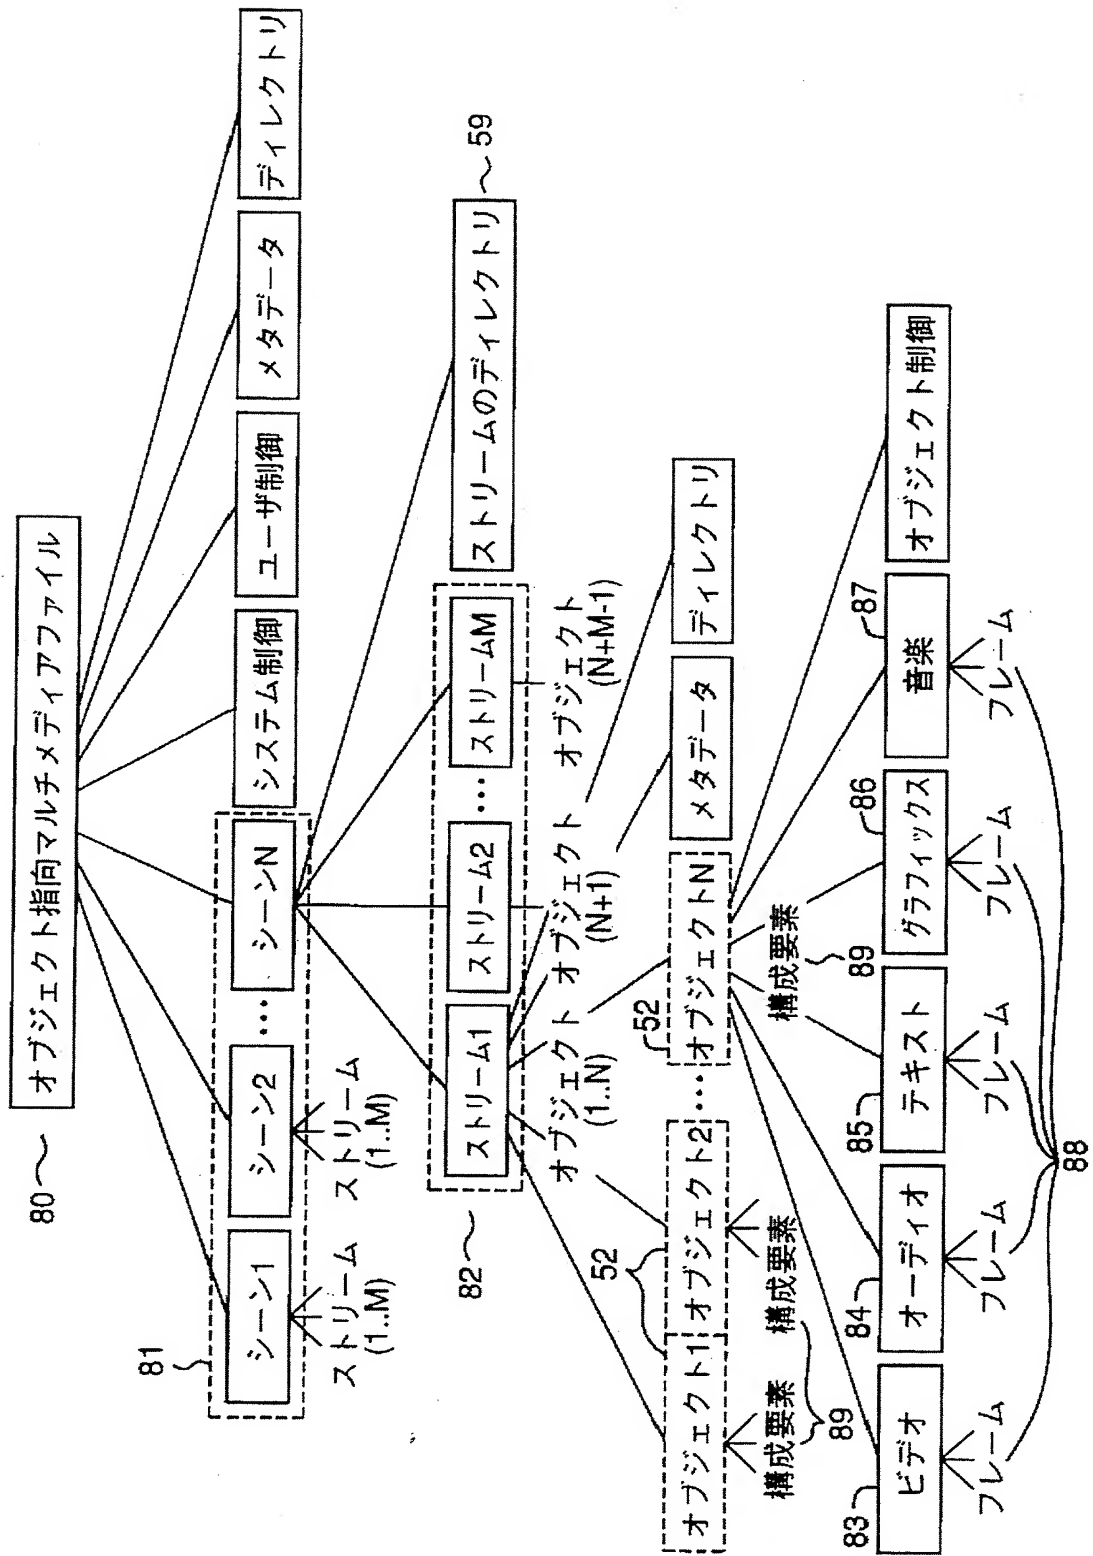 オブジェクト指向マルチメディアファイル
80
81
シーン1
シーン2
...
シーンN
システム制御
ユーザ制御
メタデータ
ディレクトリ
ストリーム
(1..M)
ストリーム
(1..M)
82
ストリーム1
ストリーム2
...
ストリームM
ストリームのディレクトリ
59
オブジェクト
(1..N)
オブジェクト
(N+1)
オブジェクト
(N+M-1)
52
52
オブジェクト1
オブジェクト2
...
オブジェクトN
メタデータ
ディレクトリ
構成要素
構成要素
89
構成要素
89
83
ビデオ
84
オーディオ
85
テキスト
86
グラフィックス
87
音楽
オブジェクト制御
フレーム
フレーム
フレーム
フレーム
フレーム
88